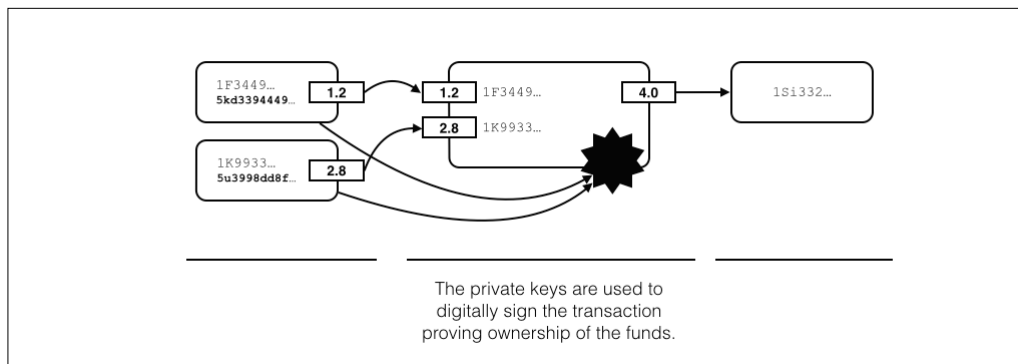 1F3449…
5kd3394449…
1.2
1K9933…
5u3998dd8f…
2.8
1.2
1F3449…
2.8
1K9933…
4.0
1Si332…
The private keys are used to
digitally sign the transaction
proving ownership of the funds.